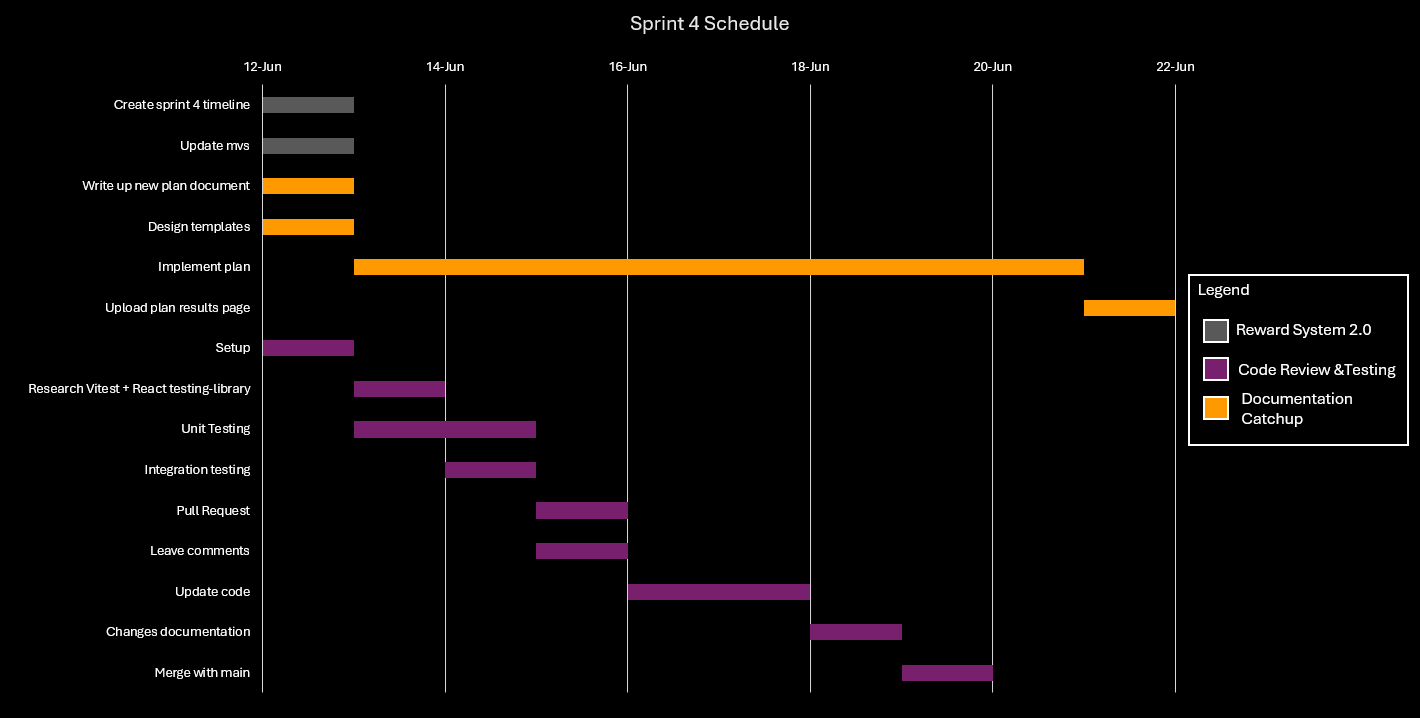 Sprint 4 Schedule
12-Jun 14-Jun 16-Jun 18-Jun 20-Jun 22-Jun
Create sprint 4 timeline
Update mvs
Write up new plan document
Design templates
Implement plan
Upload plan results page
Setup
Research Vitest + React testing-library
Unit Testing
Integration testing
Pull Request
Leave comments
Update code
Changes documentation
Merge with main
Legend
Reward System 2.0
Code Review &Testing
Documentation
Catchup